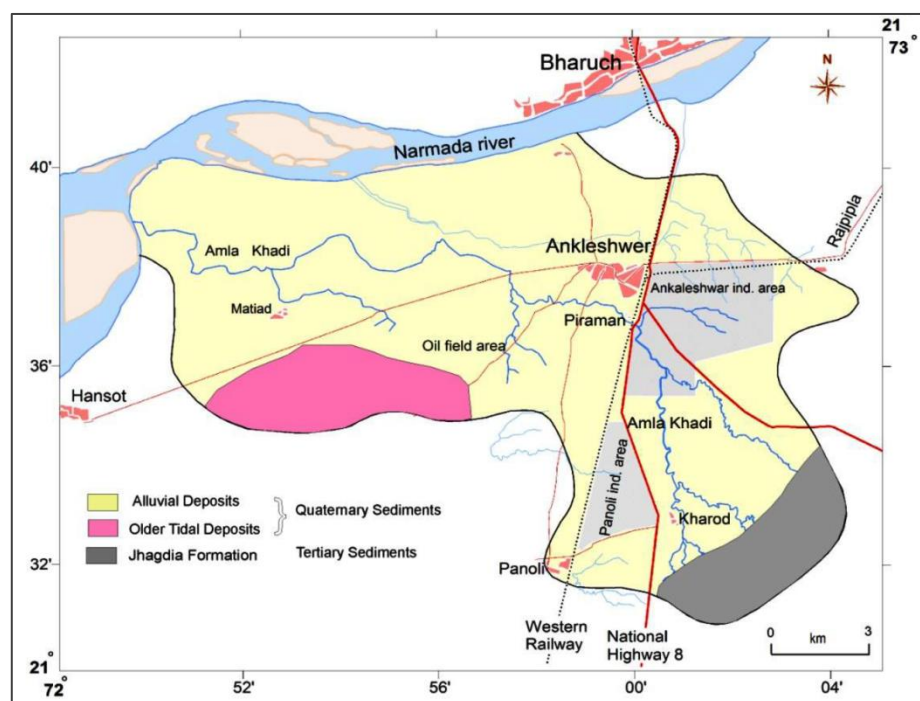 21°
73°
N
Bharuch
Narmada river
40'
Rajpipla
Amla Khadi
Ankleshwer
Ankaleshwar ind. area
Matiad
Piraman
Oil field area
36'
Hansot
Amla Khadi
Panoli ind. area
Alluvial Deposits
Quaternary Sediments
Older Tidal Deposits
Kharod
Jhagdia Formation
Tertiary Sediments
32'
Panoli
Western
Railway
National
Highway 8
0 3
km
21°
72°
52'
56'
00'
04'